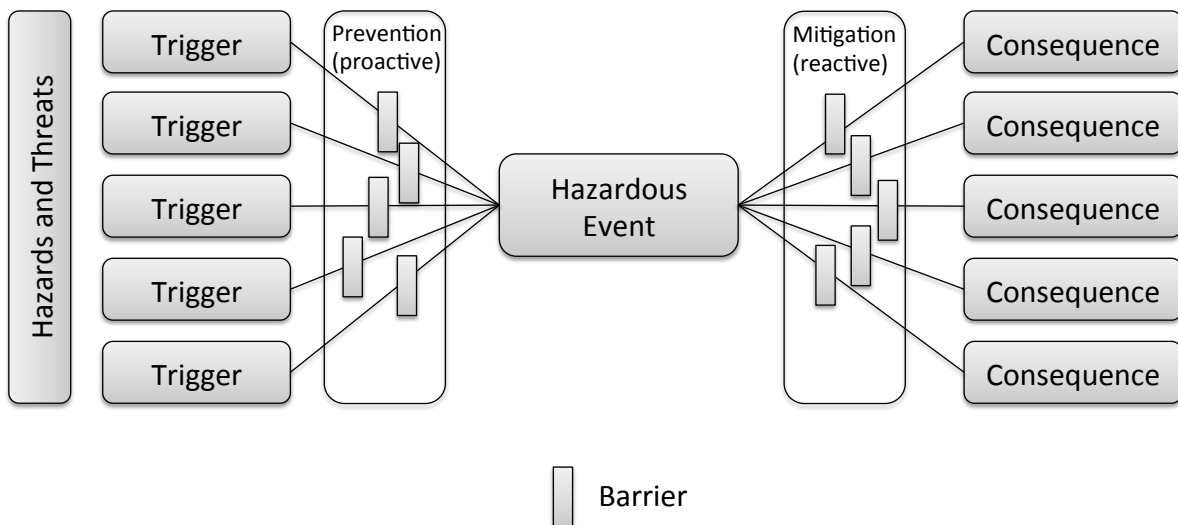 Hazards and Threats
Trigger
Trigger
Trigger
Trigger
Trigger
Prevention
(proactive)
Hazardous
Event
Mitigation
(reactive)
Consequence
Consequence
Consequence
Consequence
Consequence
Barrier